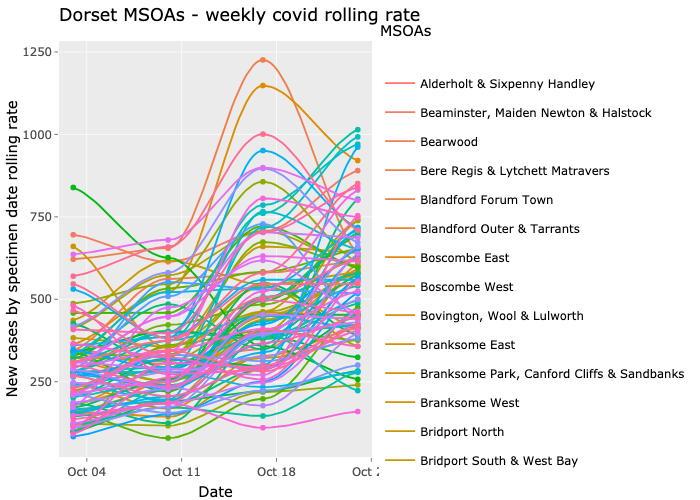 Dorset MSOAs - weekly covid rolling rate
MSOAs
1250
1000
750
500
250
New cases by specimen date rolling rate
Oct 04
Oct 11
Oct 18
Oct 2
Date
Alderholt & Sixpenny Handley
Beaminster, Maiden Newton & Halstock
Bearwood
Bere Regis & Lytchett Matravers
Blandford Forum Town
Blandford Outer & Tarrants
Boscombe East
Boscombe West
Bovington, Wool & Lulworth
Branksome East
Branksome Park, Canford Cliffs & Sandbanks
Branksome West
Bridport North
Bridport South & West Bay